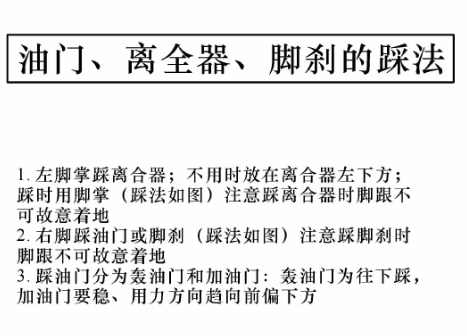 油门、离全器、脚刹的踩法
1. 左脚掌踩离合器；不用时放在离合器左下方；
踩时用脚掌（踩法如图）注意踩离合器时脚跟不
可故意着地
2. 右脚踩油门或脚刹（踩法如图）注意踩脚刹时
脚跟不可故意着地
3. 踩油门分为轰油门和加油门：轰油门为往下踩，
加油门要稳、用力方向趋向前偏下方